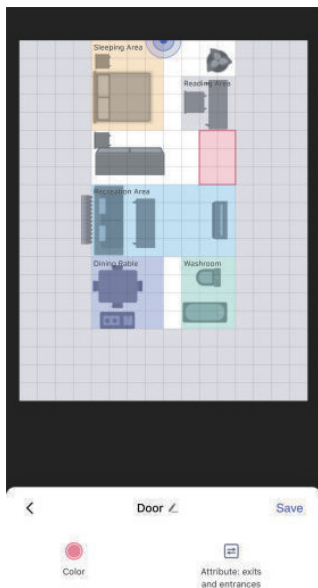 Sleeping Area
Reading Area
Recreation Area
Dining Rable
Washroom
Door
Save
Color
Attribute: exits
and entrances